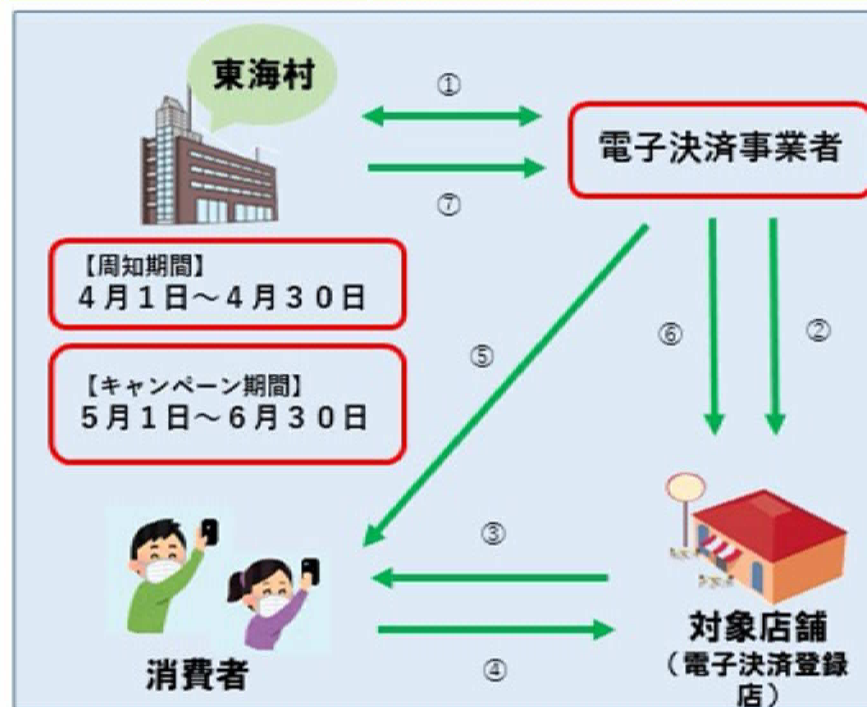 東海村
①
電子決済事業者
⑦
【周知期間】
４月１日～４月３０日
⑥
②
⑤
【キャンペーン期間】
５月１日～６月３０日
③
対象店舗
（電子決済登録
店）
消費者
④